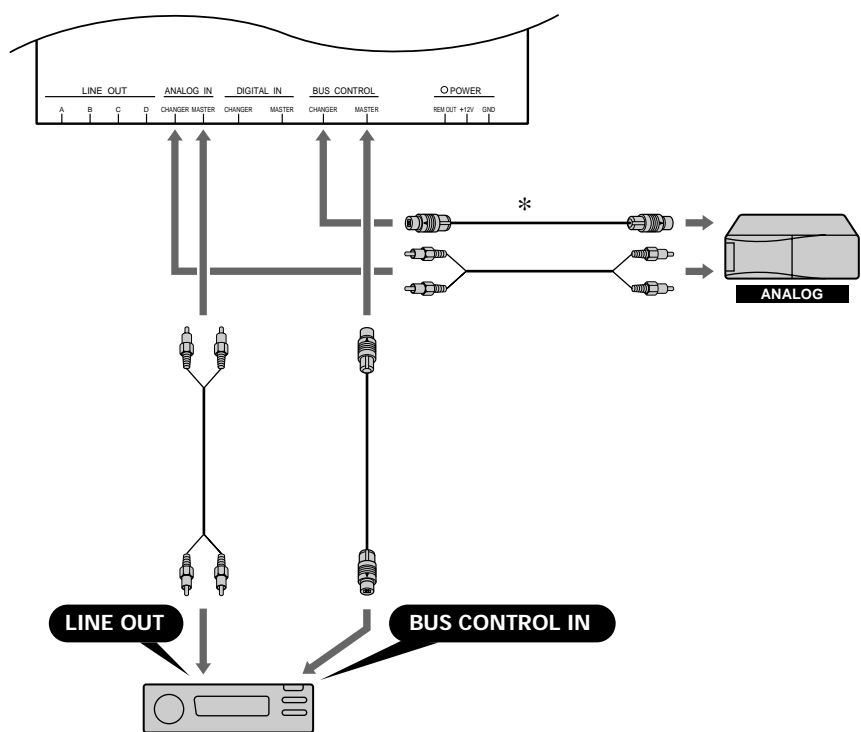 LINE OUT ANALOG IN DIGITAL IN BUS CONTROL POWER
A B C D CHANGER MASTER CHANGER MASTER CHANGER MASTER REM OUT +12V GND
*
ANALOG
LINE OUT BUS CONTROL IN